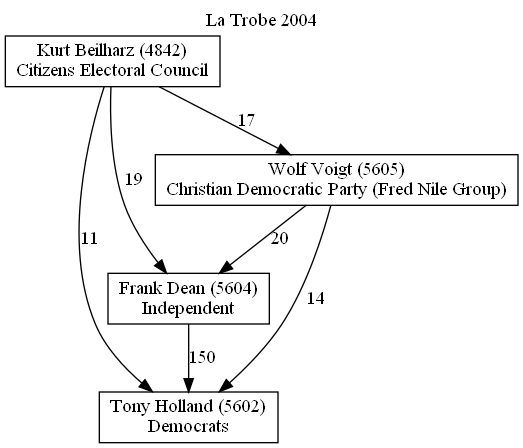 La Trobe 2004
Kurt Beilharz (4842)
Citizens Electoral Council
17
Wolf Voigt (5605)
Christian Democratic Party (Fred Nile Group)
19
11
20
Frank Dean (5604)
Independent
14
150
Tony Holland (5602)
Democrats